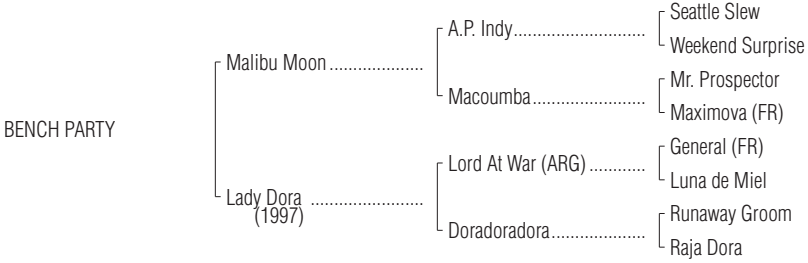 Seattle Slew
A.P. Indy.............................
Weekend Surprise
Malibu Moon ....................
Mr. Prospector
Macoumba.........................
Maximova (FR)
BENCH PARTY
General (FR)
Lord At War (ARG) ............
Luna de Miel
Lady Dora ........................
(1997)
Runaway Groom
Doradoradora....................
Raja Dora